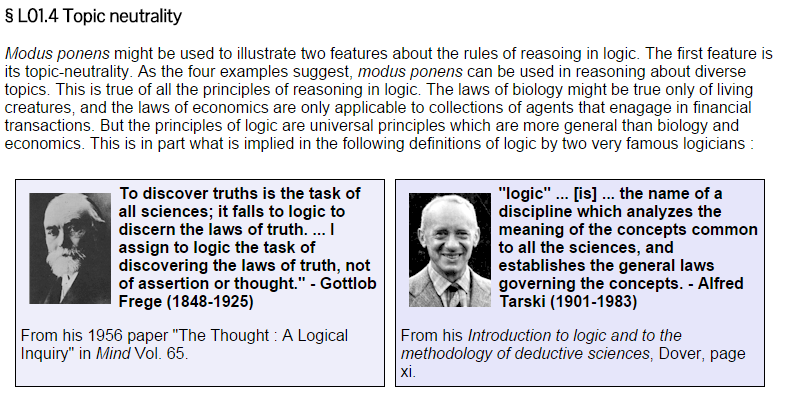 § L01.4 Topic neutrality
Modus ponens might be used to illustrate two features about the rules of reasoing in logic. The first feature is
its topic-neutrality. As the four examples suggest, modus ponens can be used in reasoning about diverse
topics. This is true of all the principles of reasoning in logic. The laws of biology might be true only of living
creatures, and the laws of economics are only applicable to collections of agents that enagage in financial
transactions. But the principles of logic are universal principles which are more general than biology and
economics. This is in part what is implied in the following definitions of logic by two very famous logicians :
To discover truths is the task of
all sciences; it falls to logic to
discern the laws of truth. ... I
assign to logic the task of
discovering the laws of truth, not
of assertion or thought." - Gottlob
Frege (1848-1925)
From his 1956 paper "The Thought : A Logical
Inquiry" in Mind Vol. 65.
"logic" ... [is] ... the name of a
discipline which analyzes the
meaning of the concepts common
to all the sciences, and
establishes the general laws
governing the concepts. - Alfred
Tarski (1901-1983)
From his Introduction to logic and to the
methodology of deductive sciences, Dover, page
xi.